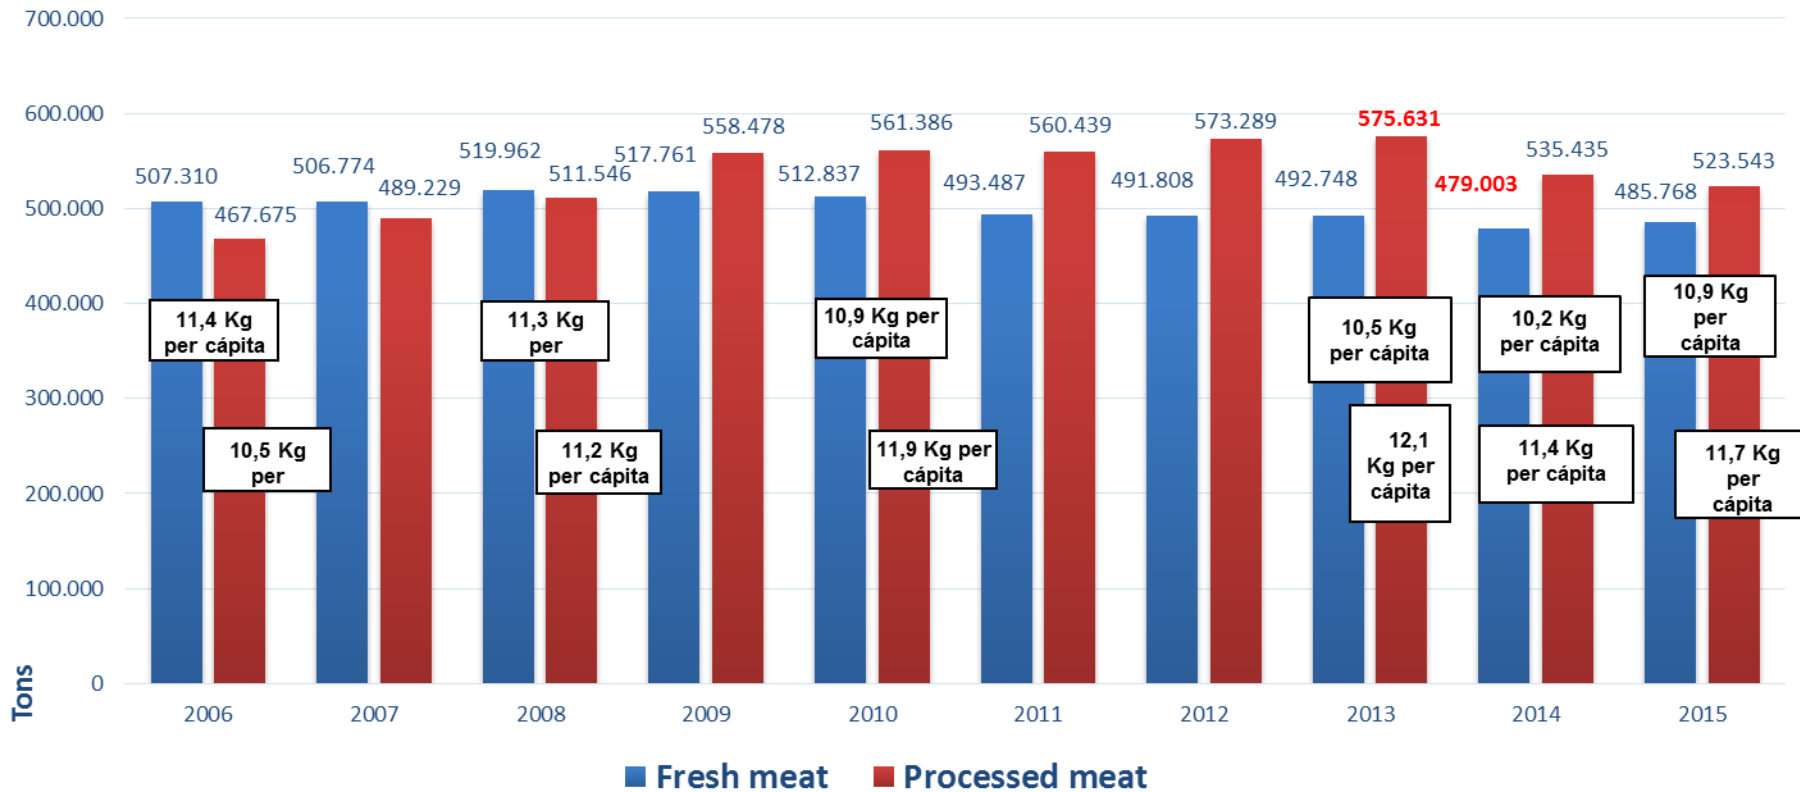 700.000
600.000
500.000
400.000
300.000
200.000
100.000
0
Tons
507.310
467.675
506.774
489.229
519.962
511.546
517.761
558.478
512.837
561.386
493.487
560.439
491.808
573.289
492.748
575.631
479.003
535.435
485.768
523.543
11,4 Kg
per cápita
10,5 Kg
per
11,3 Kg
per
11,2 Kg
per cápita
10,9 Kg per
cápita
11,9 Kg per
cápita
10,5 Kg
per cápita
12,1
Kg per
cápita
10,2 Kg
per cápita
11,4 Kg
per cápita
10,9 Kg
per
cápita
11,7 Kg
per
cápita
2006
2007
2008
2009
2010
2011
2012
2013
2014
2015
Fresh meat
Processed meat